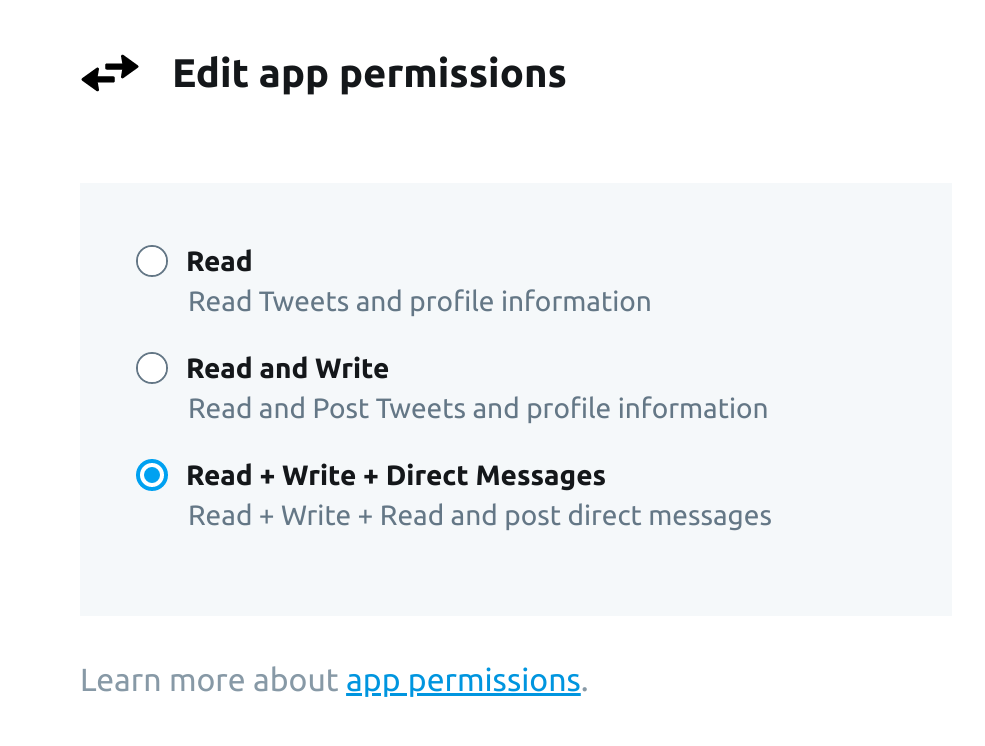 Edit app permissions
Read
Read Tweets and profile information
Read and Write
Read and Post Tweets and profile information
Read + Write + Direct Messages
Read + Write + Read and post direct messages
Learn more about app permissions.